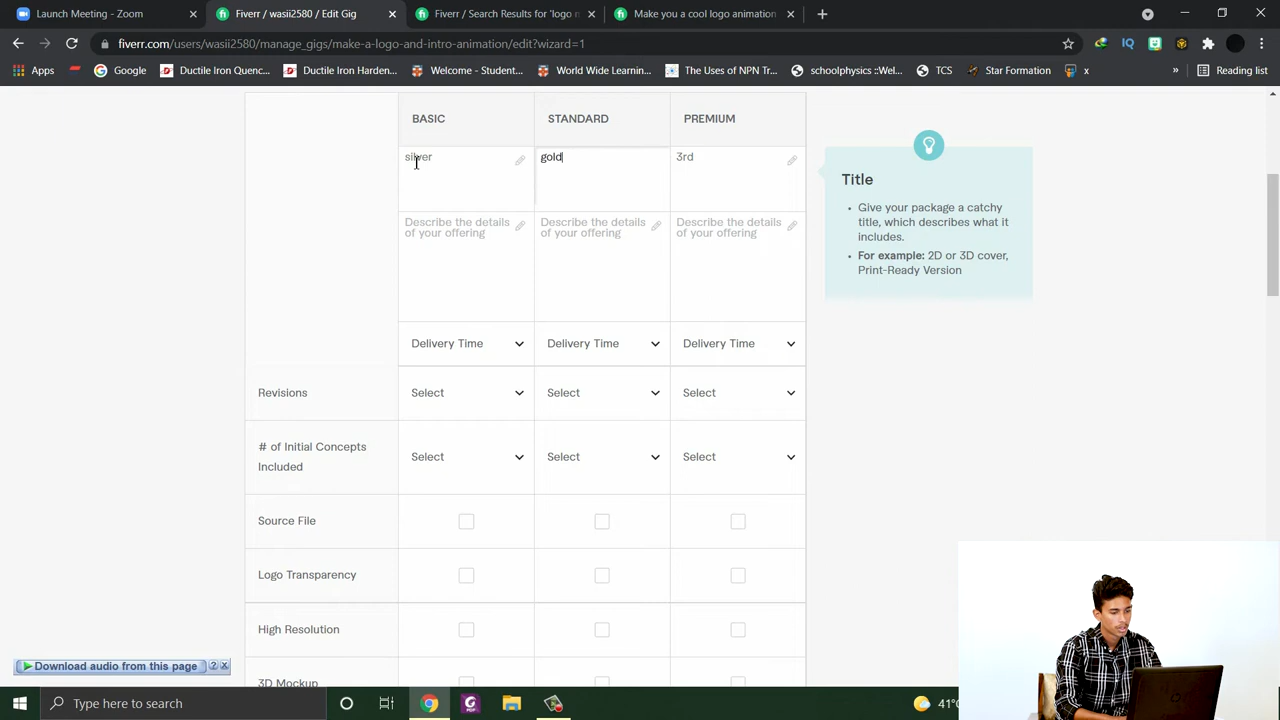 Launch Meeting - Zoom
Fiverr / wasii2580 / Edit Gig
Fiverr / Search Results for 'logo n
Make you a cool logo animation
fiverr.com/users/wasii2580/manage_gigs/make-a-logo-and-intro-animation/edit?wizard=1
Apps
Google
Ductile Iron Quenc...
Ductile Iron Harden...
Welcome - Student...
World Wide Learnin...
The Uses of NPN Tr...
schoolphysics ::Wel...
TCS
Star Formation
x
Reading list
BASIC STANDARD PREMIUM
silver gold 3rd
Describe the details of your offering
Describe the details of your offering
Describe the details of your offering
Delivery Time Delivery Time Delivery Time
Revisions Select Select Select
# of Initial Concepts
Included
Select Select Select
Source File
Logo Transparency
High Resolution
3D Mockup
Title
Give your package a catchy
title, which describes what it
includes.
For example: 2D or 3D cover,
Print-Ready Version
Download audio from this page
Type here to search
41°